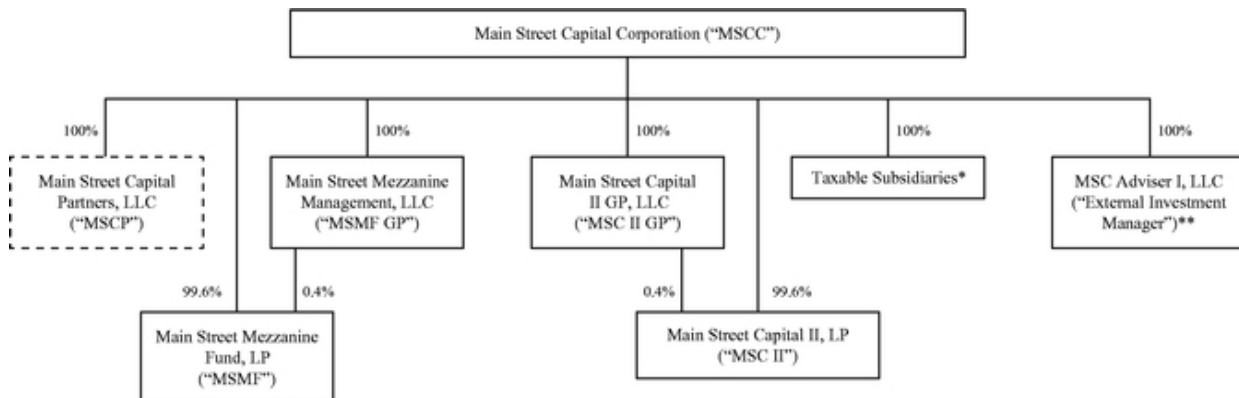 Main Street Capital Corporation (“MSCC”)
100%
100%
100%
100%
100%
Main Street Capital
Partners, LLC
(“MSCP”)
Main Street Mezzanine
Management, LLC
(“MSMF GP”)
Main Street Capital
II GP, LLC
(“MSC II GP”)
Taxable Subsidiaries*
MSC Adviser I, LLC
(“External Investment
Manager”)**
99.6%
0.4%
0.4%
99.6%
Main Street Mezzanine
Fund, LP
(“MSMF”)
Main Street Capital II, LP
(“MSC II”)